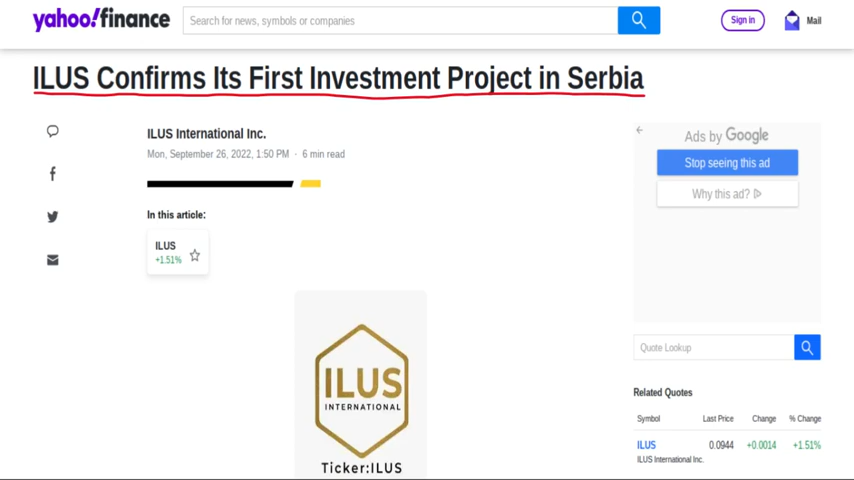 yahoo!finance
Search for news, symbols or companies
Sign in
Mail
ILUS Confirms Its First Investment Project in Serbia
ILUS International Inc.
Mon, September 26, 2022, 1:50 PM · 6 min read
In this article:
ILUS
+1.51%
ILUS
INTERNATIONAL
Ticker:ILUS
Ads by Google
Stop seeing this ad
Why this ad?
Quote Lookup
Related Quotes
Symbol Last Price Change % Change
ILUS 0.0944 +0.0014 +1.51%
ILUS International Inc.